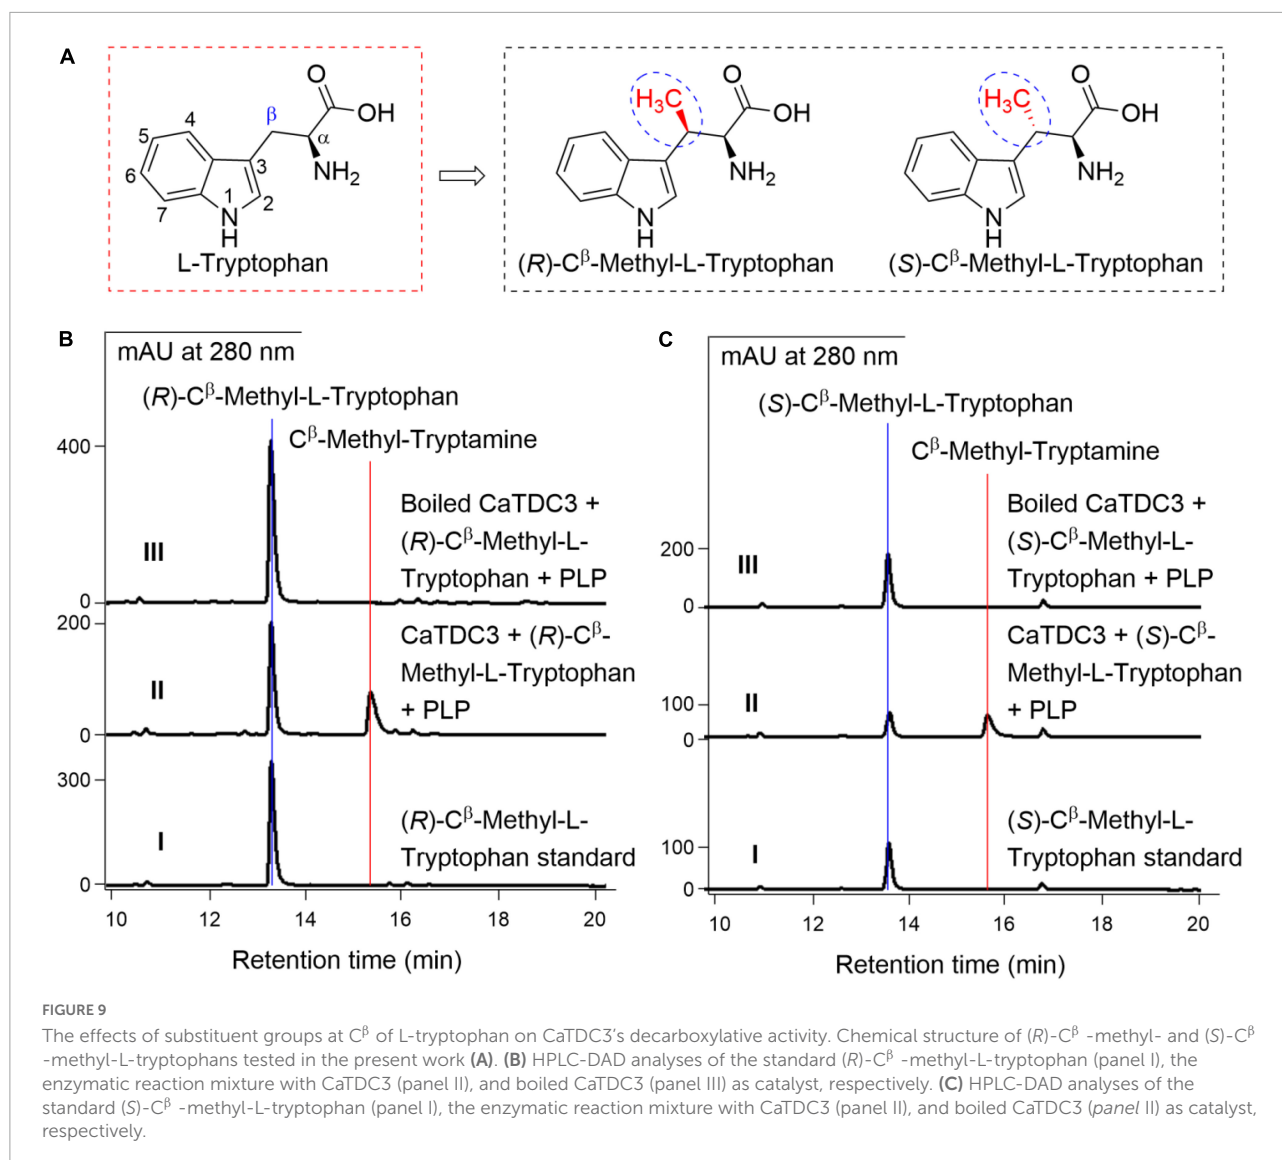 A
O
OH
NH2
β
α
4
5
6
7
3
2
1
N
H
L-Tryptophan
H3C
O
OH
NH2
N
H
(R)-Cβ-Methyl-L-Tryptophan
H3C
O
OH
NH2
N
H
(S)-Cβ-Methyl-L-Tryptophan
B
mAU at 280 nm
(R)-Cβ-Methyl-L-Tryptophan
Cβ-Methyl-Tryptamine
400
III
0
Boiled CaTDC3 +
(R)-Cβ-Methyl-L-
Tryptophan + PLP
200
II
0
CaTDC3 + (R)-Cβ-
Methyl-L-Tryptophan
+ PLP
300
I
0
(R)-Cβ-Methyl-L-
Tryptophan standard
10 12 14 16 18 20
Retention time (min)
C
mAU at 280 nm
(S)-Cβ-Methyl-L-Tryptophan
Cβ-Methyl-Tryptamine
200
III
0
Boiled CaTDC3 +
(S)-Cβ-Methyl-L-
Tryptophan + PLP
100
II
0
CaTDC3 + (S)-Cβ-
Methyl-L-Tryptophan
+ PLP
100
I
0
(S)-Cβ-Methyl-L-
Tryptophan standard
10 12 14 16 18 20
Retention time (min)
FIGURE 9
The effects of substituent groups at Cβ of L-tryptophan on CaTDC3's decarboxylative activity. Chemical structure of (R)-Cβ -methyl- and (S)-Cβ
-methyl-L-tryptophans tested in the present work (A). (B) HPLC-DAD analyses of the standard (R)-Cβ -methyl-L-tryptophan (panel I), the
enzymatic reaction mixture with CaTDC3 (panel II), and boiled CaTDC3 (panel III) as catalyst, respectively. (C) HPLC-DAD analyses of the
standard (S)-Cβ -methyl-L-tryptophan (panel I), the enzymatic reaction mixture with CaTDC3 (panel II), and boiled CaTDC3 (panel II) as catalyst,
respectively.